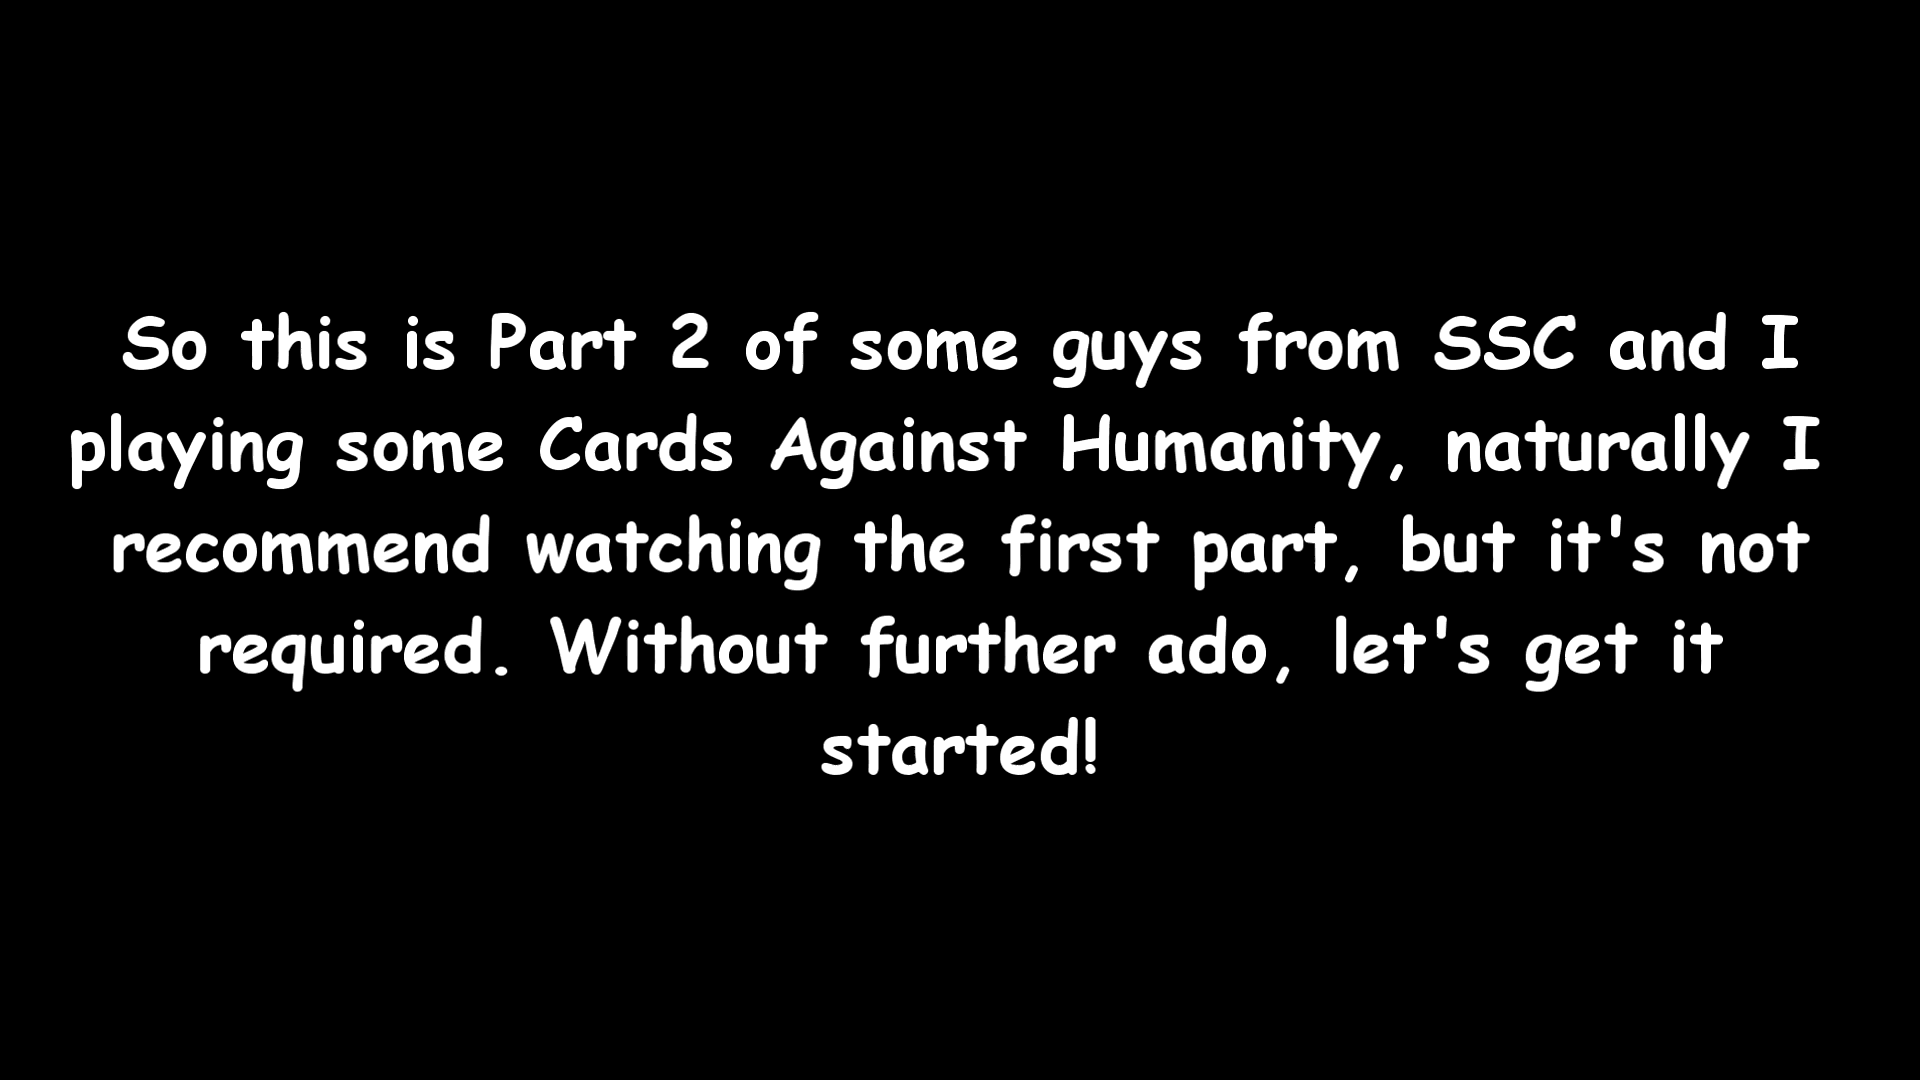 So this is Part 2 of some guys from SSC and I
playing some Cards Against Humanity, naturally I
recommend watching the first part, but it's not
required. Without further ado, let's get it
started!